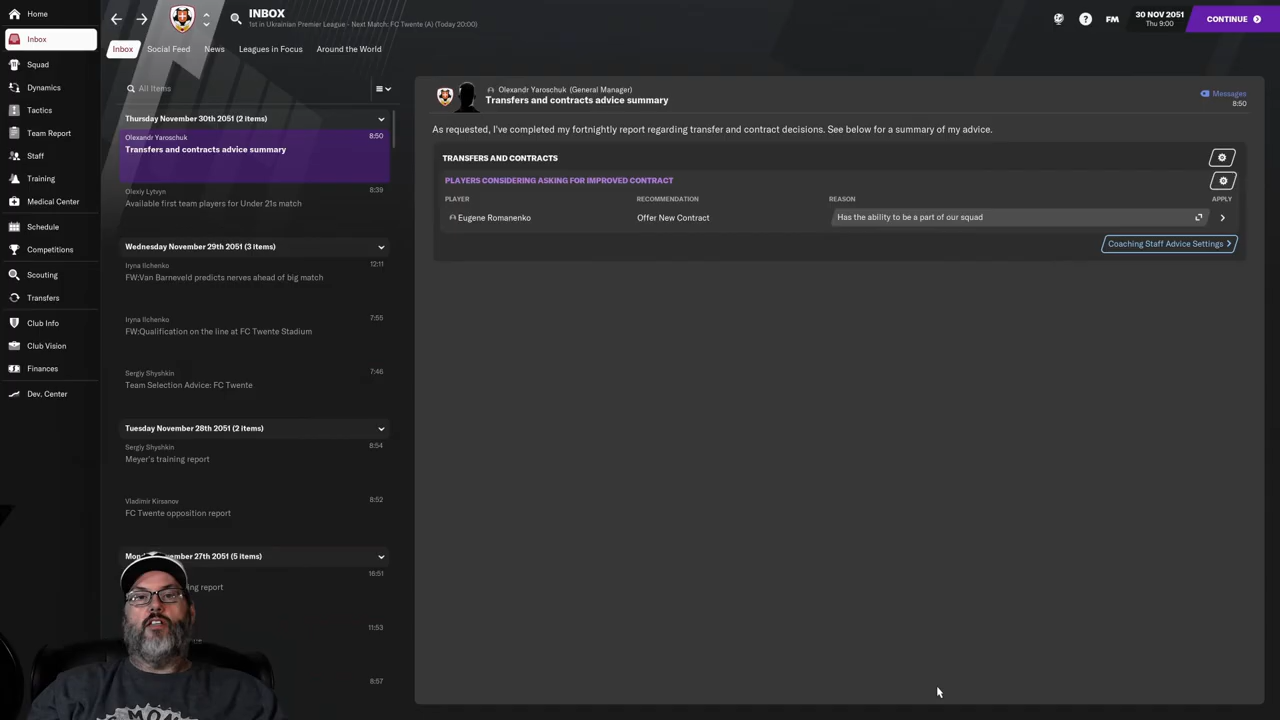 Home
INBOX
1st in Ukrainian Premier League - Next Match: FC Twente (A) (Today 20:00)
FM
30 NOV 2051
Thu 9:00
CONTINUE
Inbox
Squad
Dynamics
Tactics
Team Report
Staff
Training
Medical Center
Schedule
Competitions
Scouting
Transfers
Club Info
Club Vision
Finances
Dev. Center
Inbox
Social Feed
News
Leagues in Focus
Around the World
All Items
Thursday November 30th 2051 (2 items)
Olexandr Yaroschuk
8:50
Transfers and contracts advice summary
Olexiy Lytvyn
8:39
Available first team players for Under 21s match
Wednesday November 29th 2051 (3 items)
Iryna Ilchenko
12:11
FW:Van Barneveld predicts nerves ahead of big match
Iryna Ilchenko
7:55
FW:Qualification on the line at FC Twente Stadium
Sergiy Shyshkin
7:46
Team Selection Advice: FC Twente
Tuesday November 28th 2051 (2 items)
Sergiy Shyshkin
8:54
Meyer's training report
Vladimir Kirsanov
8:52
FC Twente opposition report
27th 2051 (5 items)
16:51
report
11:53
8:57
Olexandr Yaroschuk (General Manager)
Transfers and contracts advice summary
Messages
8:50
As requested, I've completed my fortnightly report regarding transfer and contract decisions. See below for a summary of my advice.
TRANSFERS AND CONTRACTS
PLAYERS CONSIDERING ASKING FOR IMPROVED CONTRACT
PLAYER
RECOMMENDATION
REASON
APPLY
Eugene Romanenko
Offer New Contract
Has the ability to be a part of our squad
Coaching Staff Advice Settings